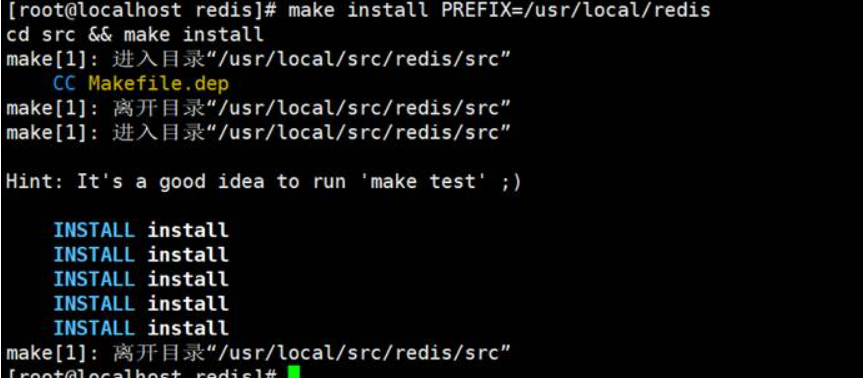 [root@localhost redis]# make install PREFIX=/usr/local/redis
cd src && make install
make[1]: 进入目录“/usr/local/src/redis/src”
CC Makefile.dep
make[1]: 离开目录“/usr/local/src/redis/src”
make[1]: 进入目录“/usr/local/src/redis/src”
Hint: It's a good idea to run 'make test' ;)
INSTALL install
INSTALL install
INSTALL install
INSTALL install
INSTALL install
make[1]: 离开目录“/usr/local/src/redis/src”
[root@localhost redis]#